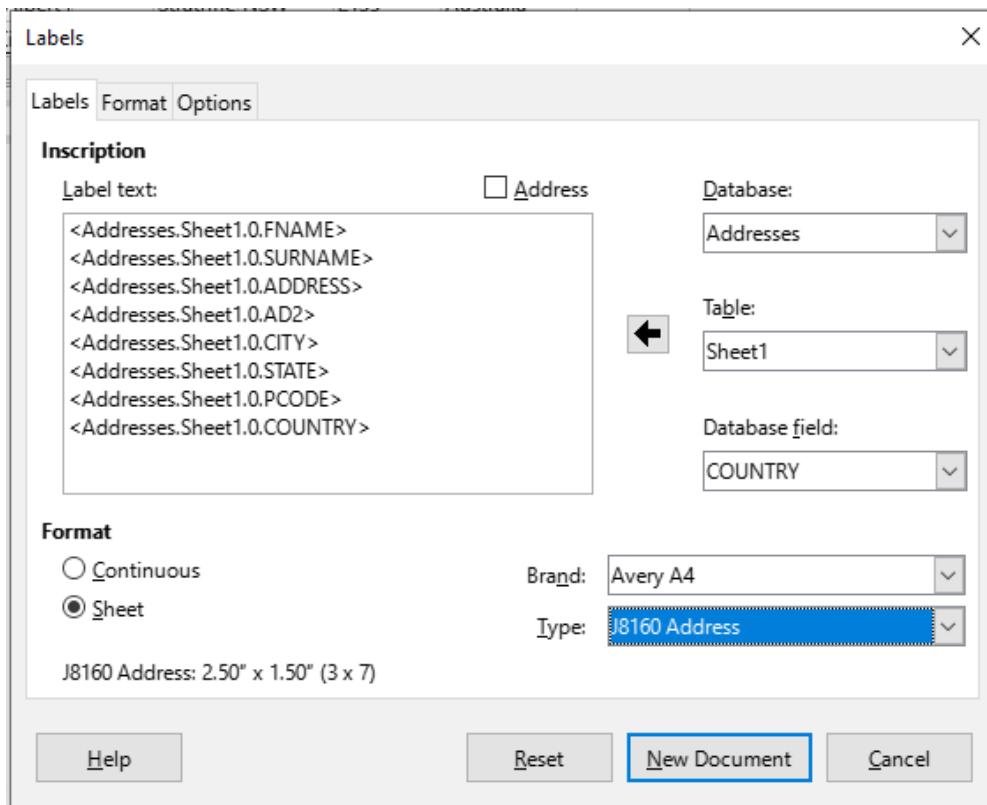 Labels
Labels Format Options
Inscription
Label text:
Address
Database:
<Addresses.Sheet1.0.FNAME>
<Addresses.Sheet1.0.SURNAME>
<Addresses.Sheet1.0.ADDRESS>
<Addresses.Sheet1.0.AD2>
<Addresses.Sheet1.0.CITY>
<Addresses.Sheet1.0.STATE>
<Addresses.Sheet1.0.PCODE>
<Addresses.Sheet1.0.COUNTRY>
Addresses
Table:
Sheet1
Database field:
COUNTRY
Format
Continuous
Sheet
Brand: Avery A4
Type: J8160 Address
J8160 Address: 2.50" x 1.50" (3 x 7)
Help Reset New Document Cancel